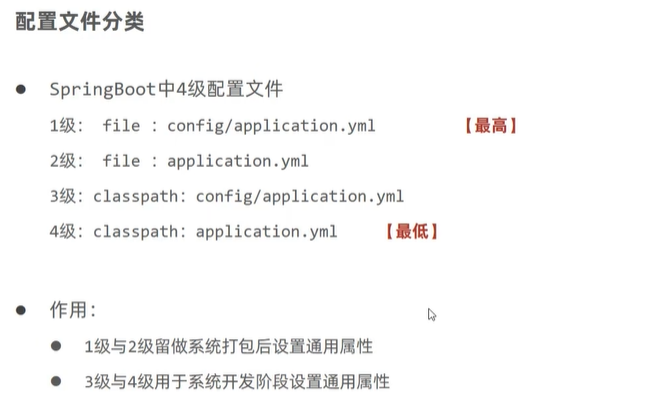 配置文件分类
● SpringBoot中4级配置文件
1级： file ：config/application.yml 【最高】
2级： file ：application.yml
3级：classpath：config/application.yml
4级：classpath：application.yml 【最低】
● 作用：
● 1级与2级留做系统打包后设置通用属性
● 3级与4级用于系统开发阶段设置通用属性